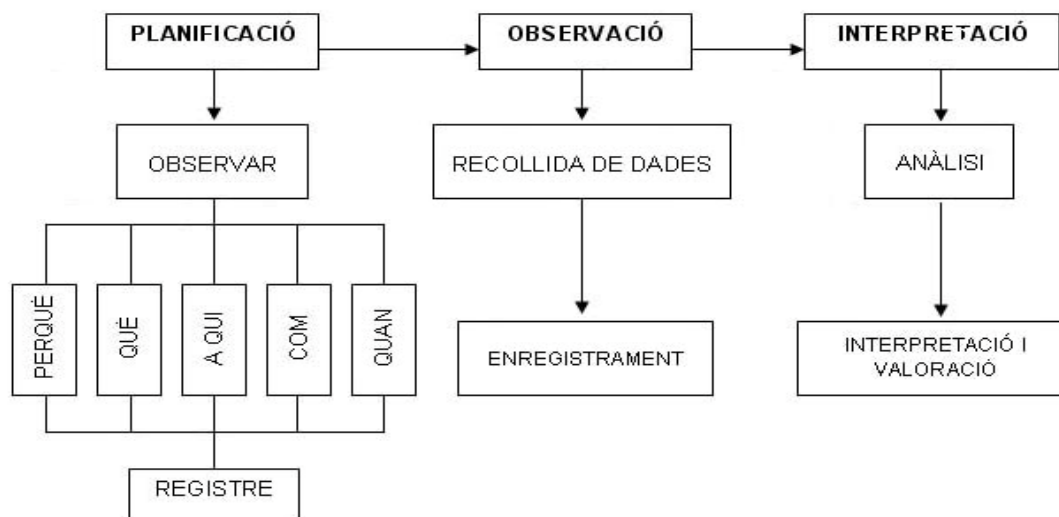 PLANIFICACIÓ
OBSERVACIÓ
INTERPRETACIÓ
OBSERVAR
RECOLLIDA DE DADES
ANÀLISI
PERQUÈ
QUÈ
A QUI
COM
QUAN
ENREGISTRAMENT
INTERPRETACIÓ I
VALORACIÓ
REGISTRE